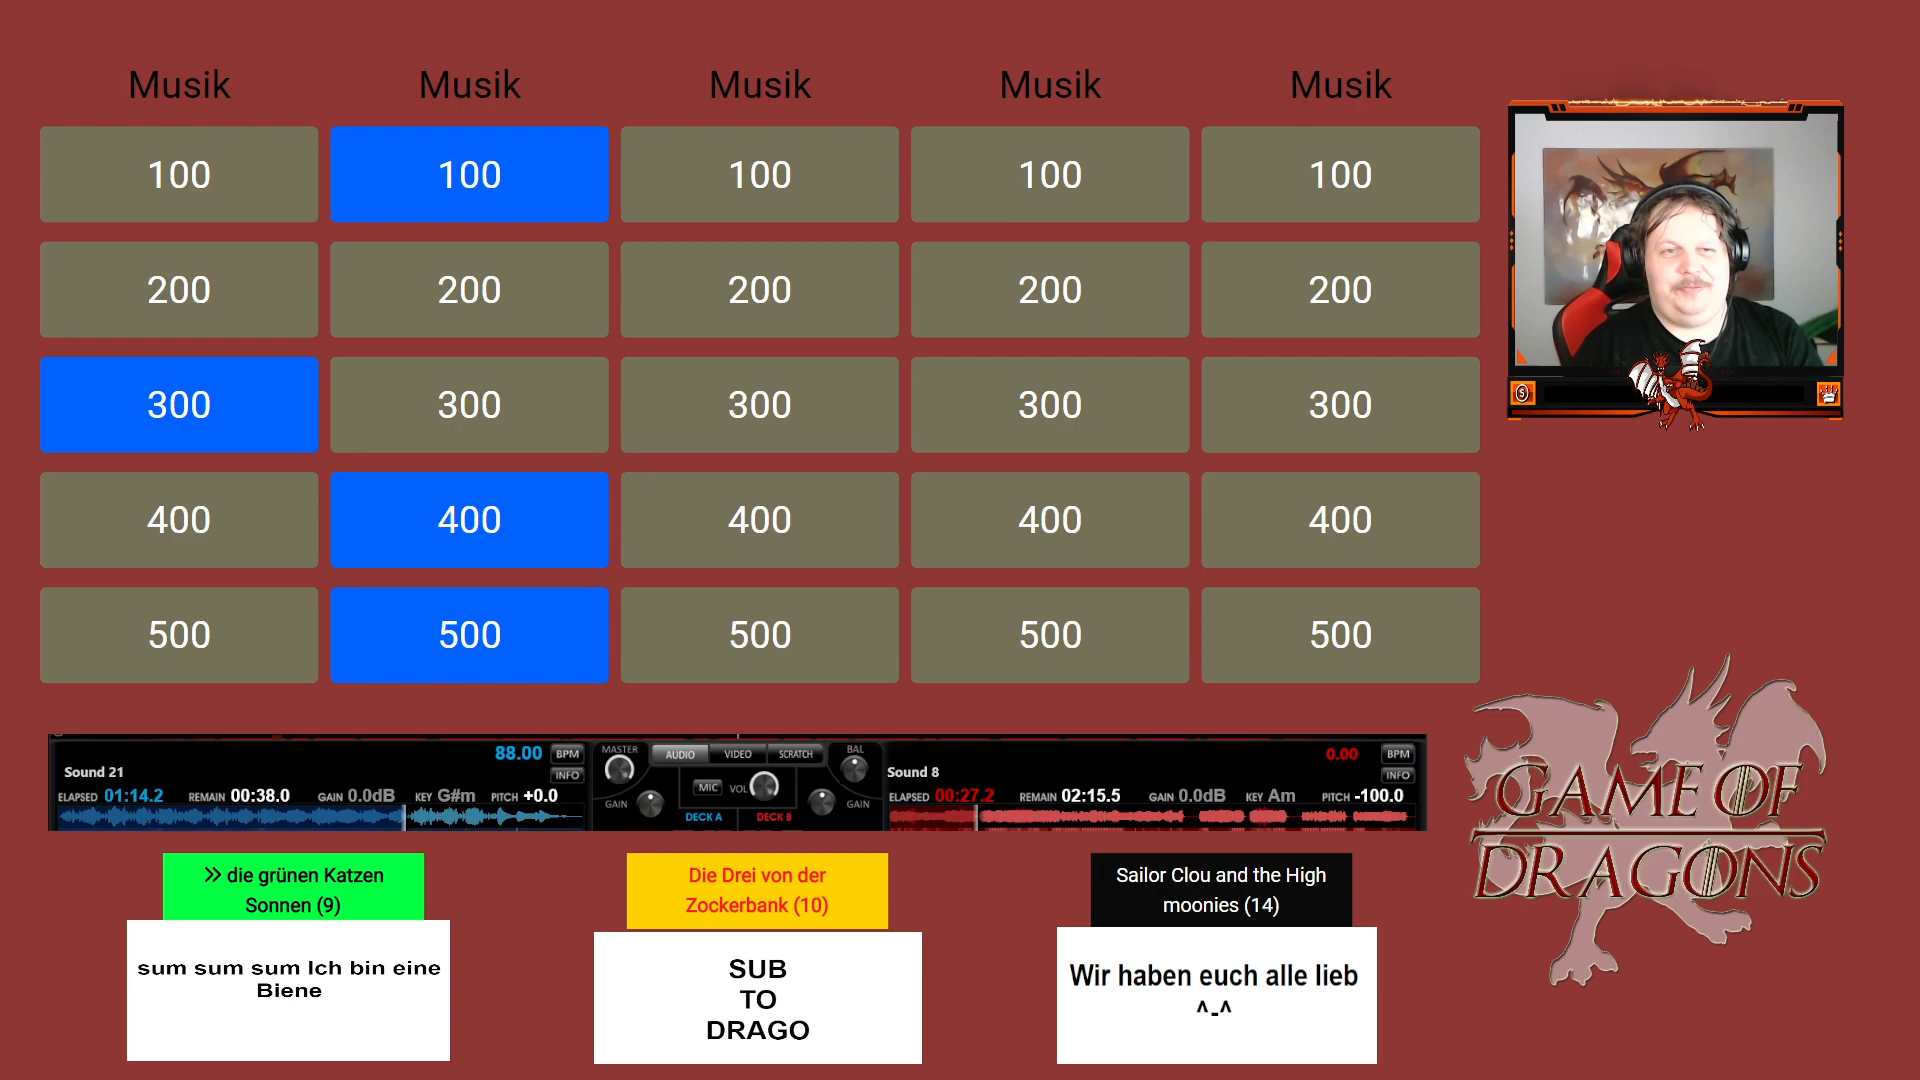 Musik Musik Musik Musik Musik
100 100 100 100 100
200 200 200 200 200
300 300 300 300 300
400 400 400 400 400
500 500 500 500 500
88.00 BPM MASTER AUDIO VIDEO SCRATCH BAL 0.00 BPM
Sound 21 INFO MIC VOL Sound 8 INFO
ELAPSED 01:14.2 REMAIN 00:38.0 GAIN 0.0dB KEY G#m PITCH +0.0 GAIN GAIN ELAPSED 00:27.2 REMAIN 02:15.5 GAIN 0.0dB KEY Am PITCH -100.0
DECK A DECK B
GAME OF
DRAGONS
» die grünen Katzen
Sonnen (9)
sum sum sum Ich bin eine
Biene
Die Drei von der
Zockerbank (10)
SUB
TO
DRAGO
Sailor Clou and the High
moonies (14)
Wir haben euch alle lieb
^-^